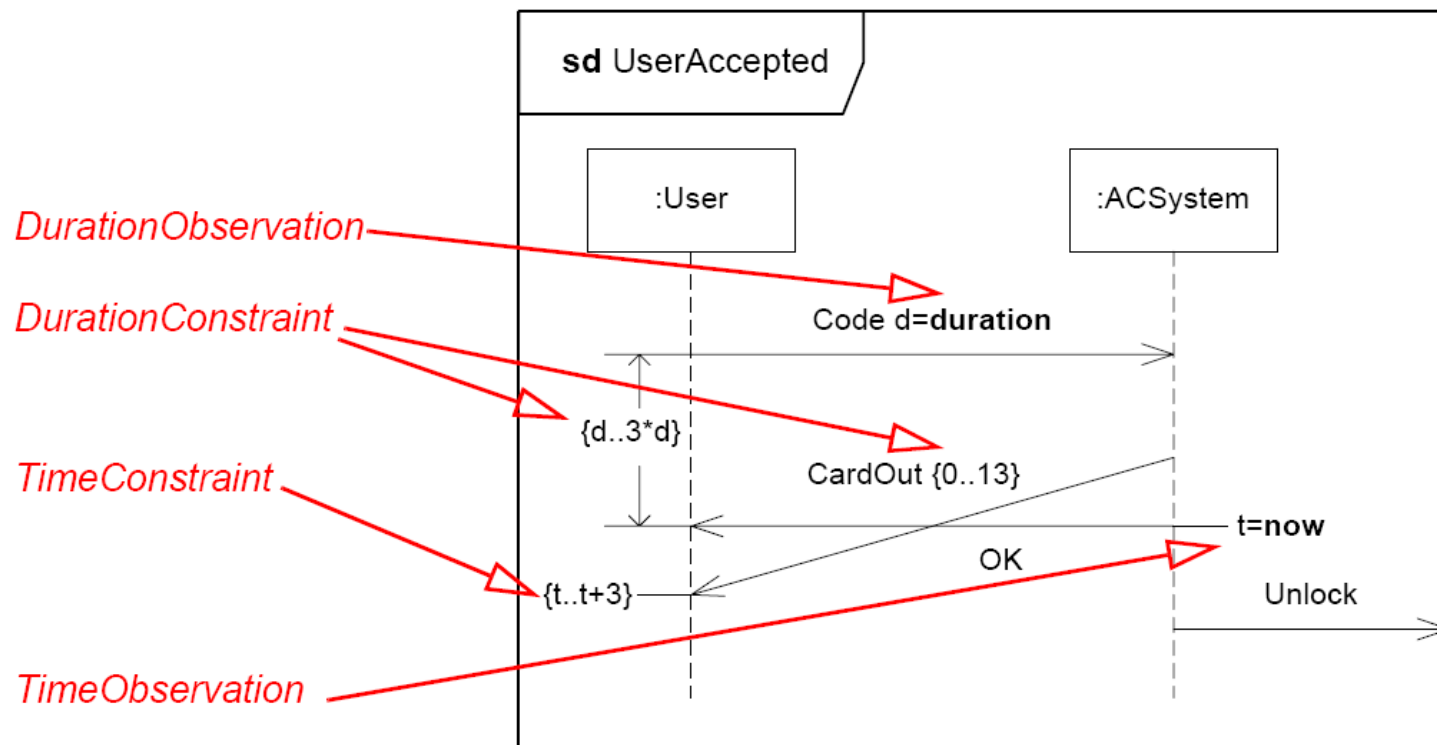 sd UserAccepted
:User
:ACSystem
DurationObservation
DurationConstraint
Code d=duration
{d..3*d}
TimeConstraint
CardOut {0..13}
t=now
OK
{t..t+3}
Unlock
TimeObservation